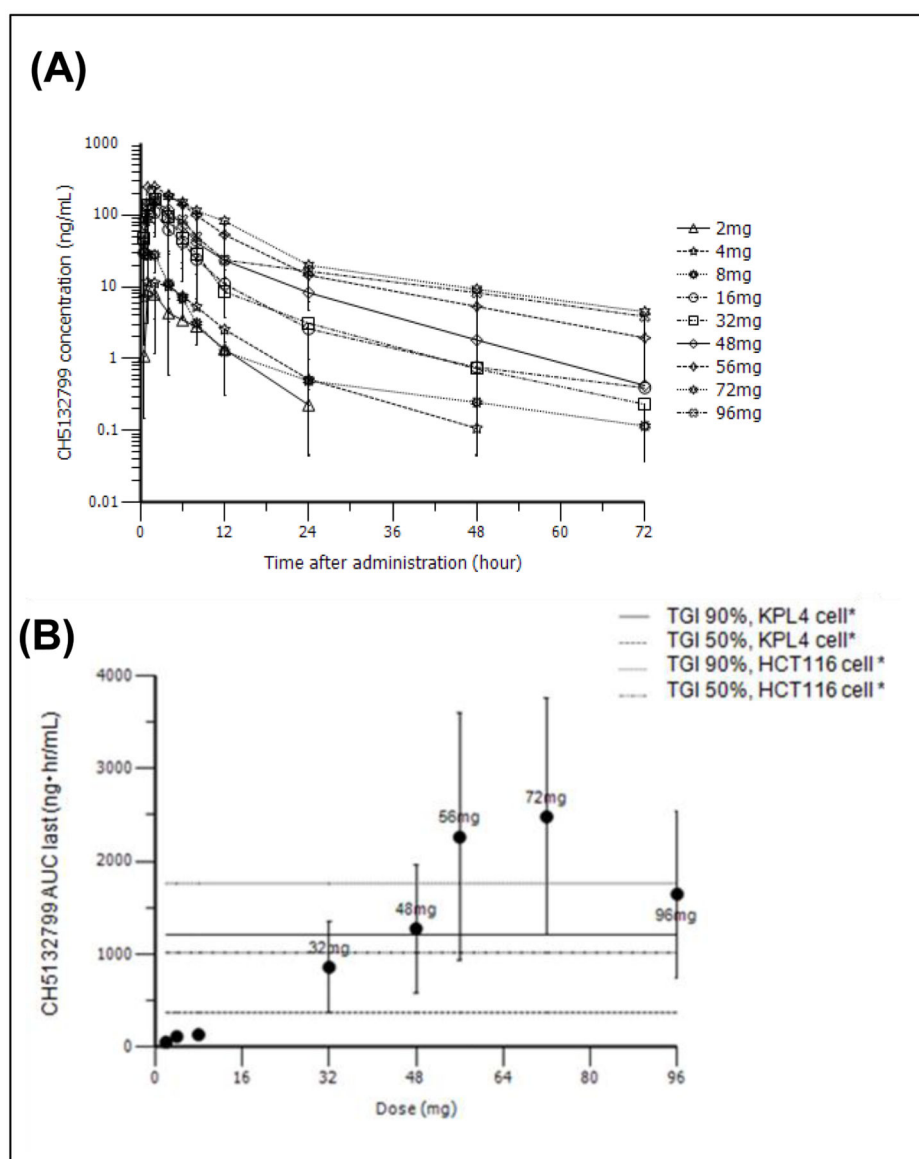 (A)
1000
100
10
1
0.1
0.01
CH5132799 concentration (ng/mL)
0 12 24 36 48 60 72
Time after administration (hour)
2mg
4mg
8mg
16mg
32mg
48mg
56mg
72mg
96mg
(B)
TGI 90%, KPL4 cell*
TGI 50%, KPL4 cell*
TGI 90%, HCT116 cell *
TGI 50%, HCT116 cell *
4000
3000
2000
1000
0
CH5132799 AUC last (ng•hr/mL)
32mg
48mg
56mg
72mg
96mg
0 16 32 48 64 80 96
Dose (mg)